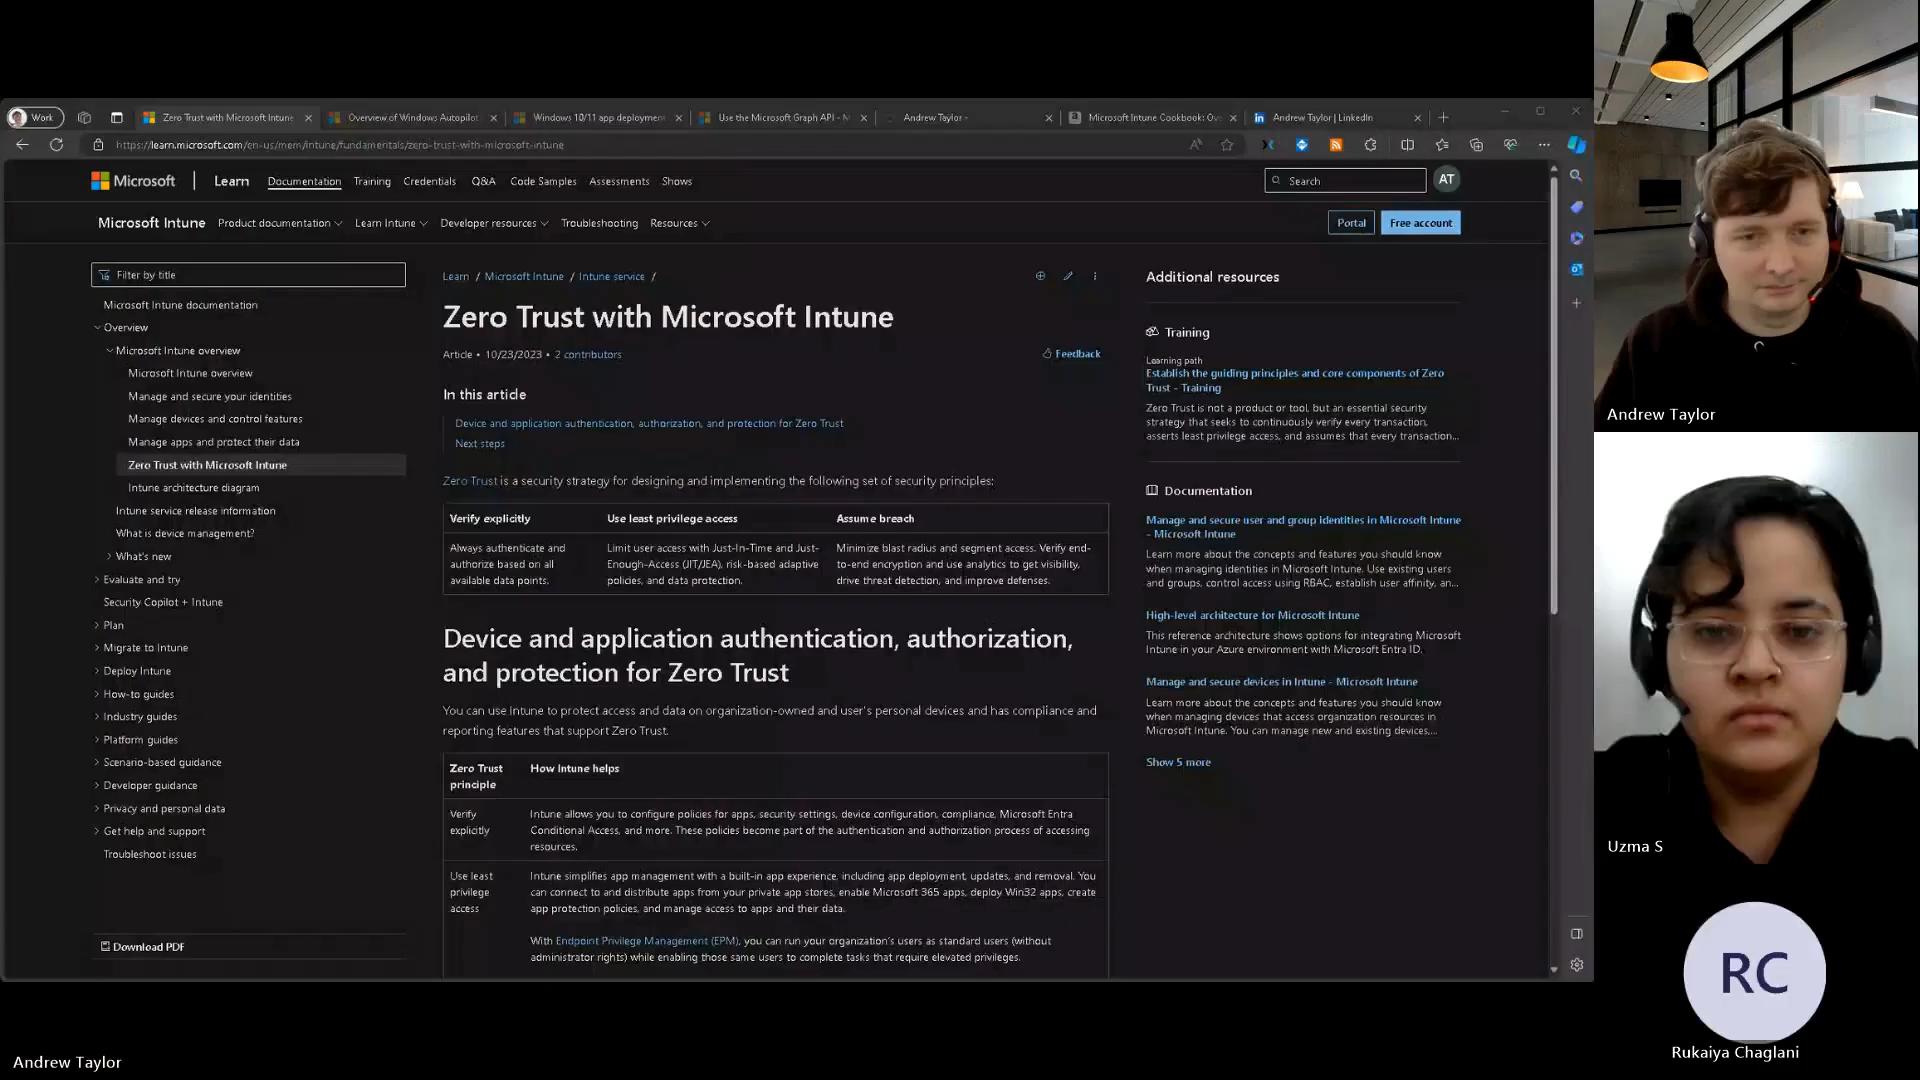 Work
Zero Trust with Microsoft Intune
Overview of Windows Autopilot
Windows 10/11 app deployment
Use the Microsoft Graph API - M
Andrew Taylor -
Microsoft Intune Cookbook: Ov
Andrew Taylor | LinkedIn
https://learn.microsoft.com/en-us/mem/intune/fundamentals/zero-trust-with-microsoft-intune
Microsoft
Learn
Documentation
Training
Credentials
Q&A
Code Samples
Assessments
Shows
Search
AT
Microsoft Intune
Product documentation
Learn Intune
Developer resources
Troubleshooting
Resources
Portal
Free account
Filter by title
Microsoft Intune documentation
Overview
Microsoft Intune overview
Microsoft Intune overview
Manage and secure your identities
Manage devices and control features
Manage apps and protect their data
Zero Trust with Microsoft Intune
Intune architecture diagram
Intune service release information
What is device management?
What's new
Evaluate and try
Security Copilot + Intune
Plan
Migrate to Intune
Deploy Intune
How-to guides
Industry guides
Platform guides
Scenario-based guidance
Developer guidance
Privacy and personal data
Get help and support
Troubleshoot issues
Download PDF
Learn / Microsoft Intune / Intune service /
Zero Trust with Microsoft Intune
Article • 10/23/2023 • 2 contributors
Feedback
In this article
Device and application authentication, authorization, and protection for Zero Trust
Next steps
Zero Trust is a security strategy for designing and implementing the following set of security principles:
Verify explicitly
Use least privilege access
Assume breach
Always authenticate and
authorize based on all
available data points.
Limit user access with Just-In-Time and Just-
Enough-Access (JIT/JEA), risk-based adaptive
policies, and data protection.
Minimize blast radius and segment access. Verify end-
to-end encryption and use analytics to get visibility,
drive threat detection, and improve defenses.
Device and application authentication, authorization,
and protection for Zero Trust
You can use Intune to protect access and data on organization-owned and user's personal devices and has compliance and
reporting features that support Zero Trust.
Zero Trust
principle
How Intune helps
Verify
explicitly
Intune allows you to configure policies for apps, security settings, device configuration, compliance, Microsoft Entra
Conditional Access, and more. These policies become part of the authentication and authorization process of accessing
resources.
Use least
privilege
access
Intune simplifies app management with a built-in app experience, including app deployment, updates, and removal. You
can connect to and distribute apps from your private app stores, enable Microsoft 365 apps, deploy Win32 apps, create
app protection policies, and manage access to apps and their data.
With Endpoint Privilege Management (EPM), you can run your organization's users as standard users (without
administrator rights) while enabling those same users to complete tasks that require elevated privileges.
Additional resources
Training
Learning path
Establish the guiding principles and core components of Zero
Trust - Training
Zero Trust is not a product or tool, but an essential security
strategy that seeks to continuously verify every transaction,
asserts least privilege access, and assumes that every transaction...
Documentation
Manage and secure user and group identities in Microsoft Intune
- Microsoft Intune
Learn more about the concepts and features you should know
when managing identities in Microsoft Intune. Use existing users
and groups, control access using RBAC, establish user affinity, an...
High-level architecture for Microsoft Intune
This reference architecture shows options for integrating Microsoft
Intune in your Azure environment with Microsoft Entra ID.
Manage and secure devices in Intune - Microsoft Intune
Learn more about the concepts and features you should know
when managing devices that access organization resources in
Microsoft Intune. You can manage new and existing devices,...
Show 5 more
Andrew Taylor
Uzma S
RC
Rukaiya Chaglani
Andrew Taylor